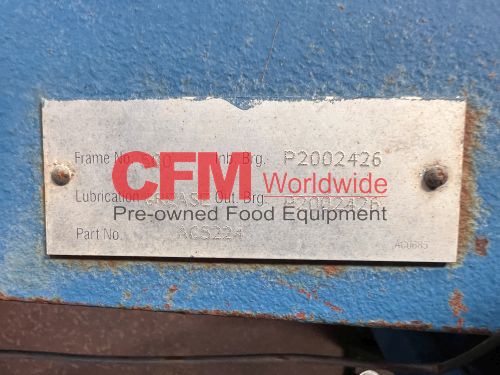 Frame No. Inb. Brg. P2002426
CFM Worldwide
Lubrication GREASE Out. Brg. P2002426
Pre-owned Food Equipment
Part No. ACS224
AC0685